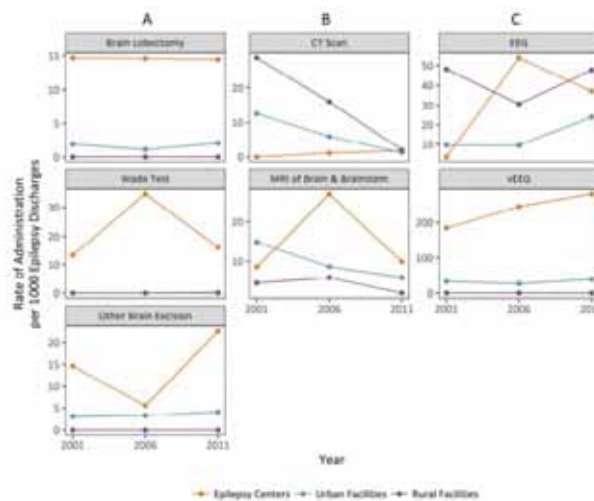 A B C
Brain Lobectomy CT Scan EEG
15
10
5
0
20
10
0
50
40
30
20
10
Wada Test MRI of Brain & Brainstem vEEG
30
20
10
0
20
10
200
100
0
2001 2006 2011 2001 2006 2011
Other Brain Excision
20
15
10
5
0
2001 2006 2011
Rate of Administration
per 1000 Epilepsy Discharges
Year
Epilepsy Centers Urban Facilities Rural Facilities